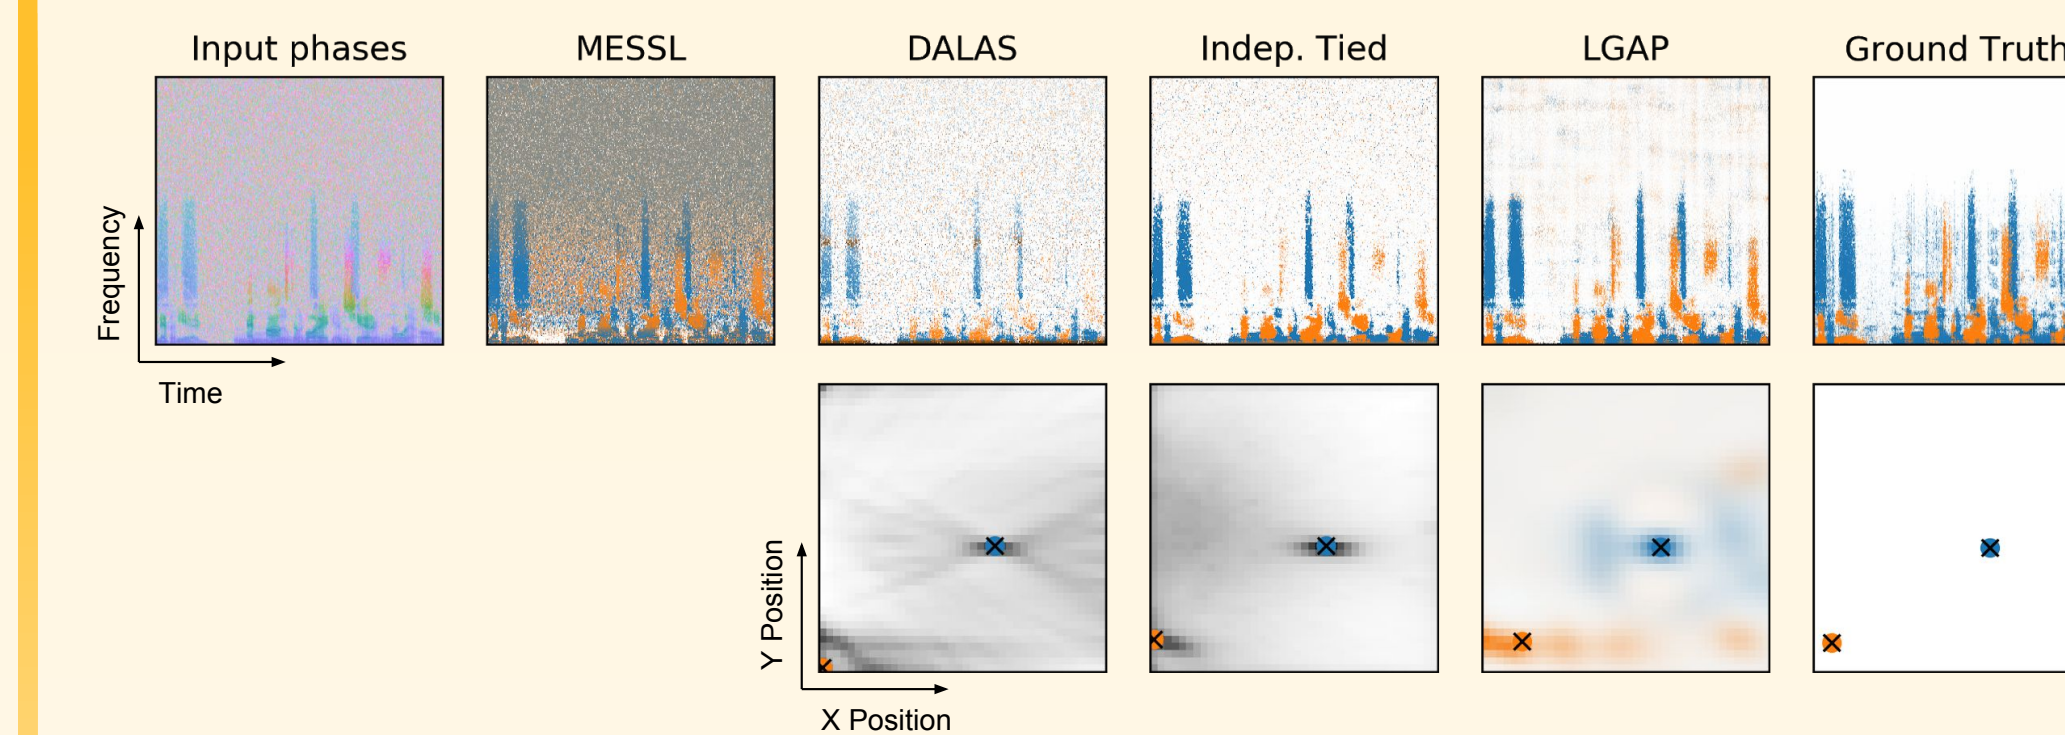 Input phases
MESSL
DALAS
Indep. Tied
LGAP
Ground Truth
Frequency
Time
Y Position
X Position